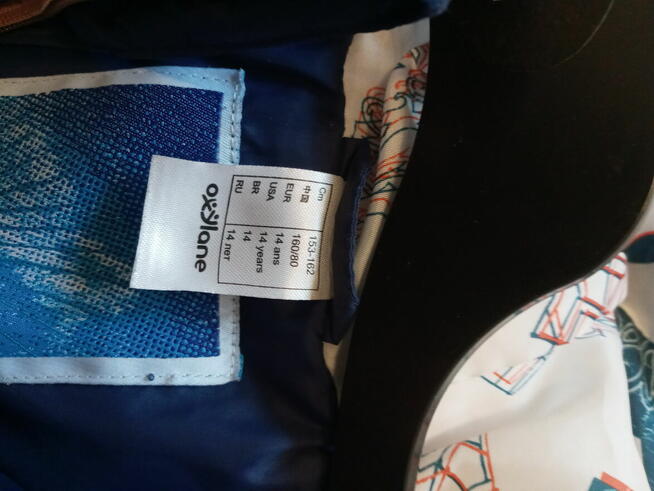 Cm 153-162
中国 160/80
EUR 14 ans
USA 14 years
BR 14
RU 14 лет
oxylane